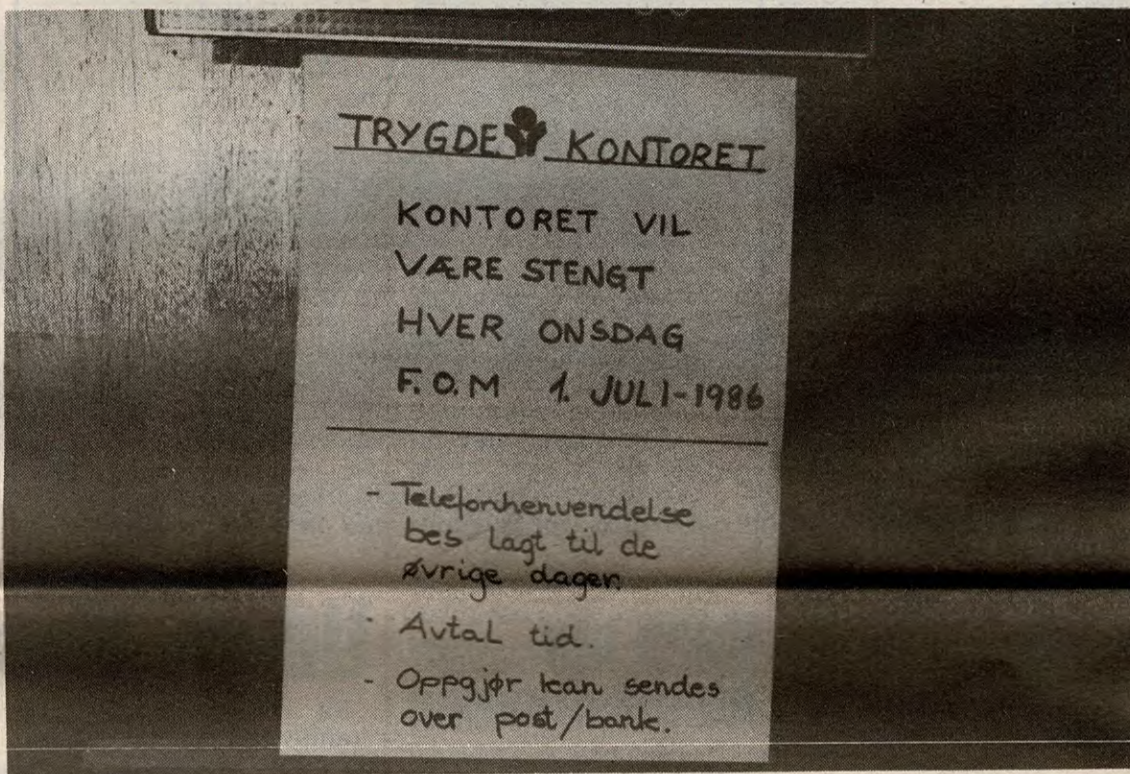 TRYGDE KONTORET
KONTORET VIL
VÆRE STENGT
HVER ONSDAG
F.O.M 1. JULI-1986
- Telefonhenvendelse
bes lagt til de
øvrige dager.
- Avtal tid.
- Oppgjør kan sendes
over post/bank.